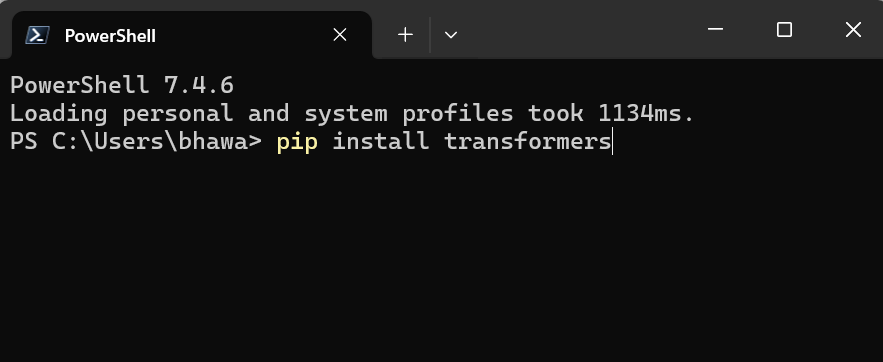 PowerShell
PowerShell 7.4.6
Loading personal and system profiles took 1134ms.
PS C:\Users\bhawa> pip install transformers